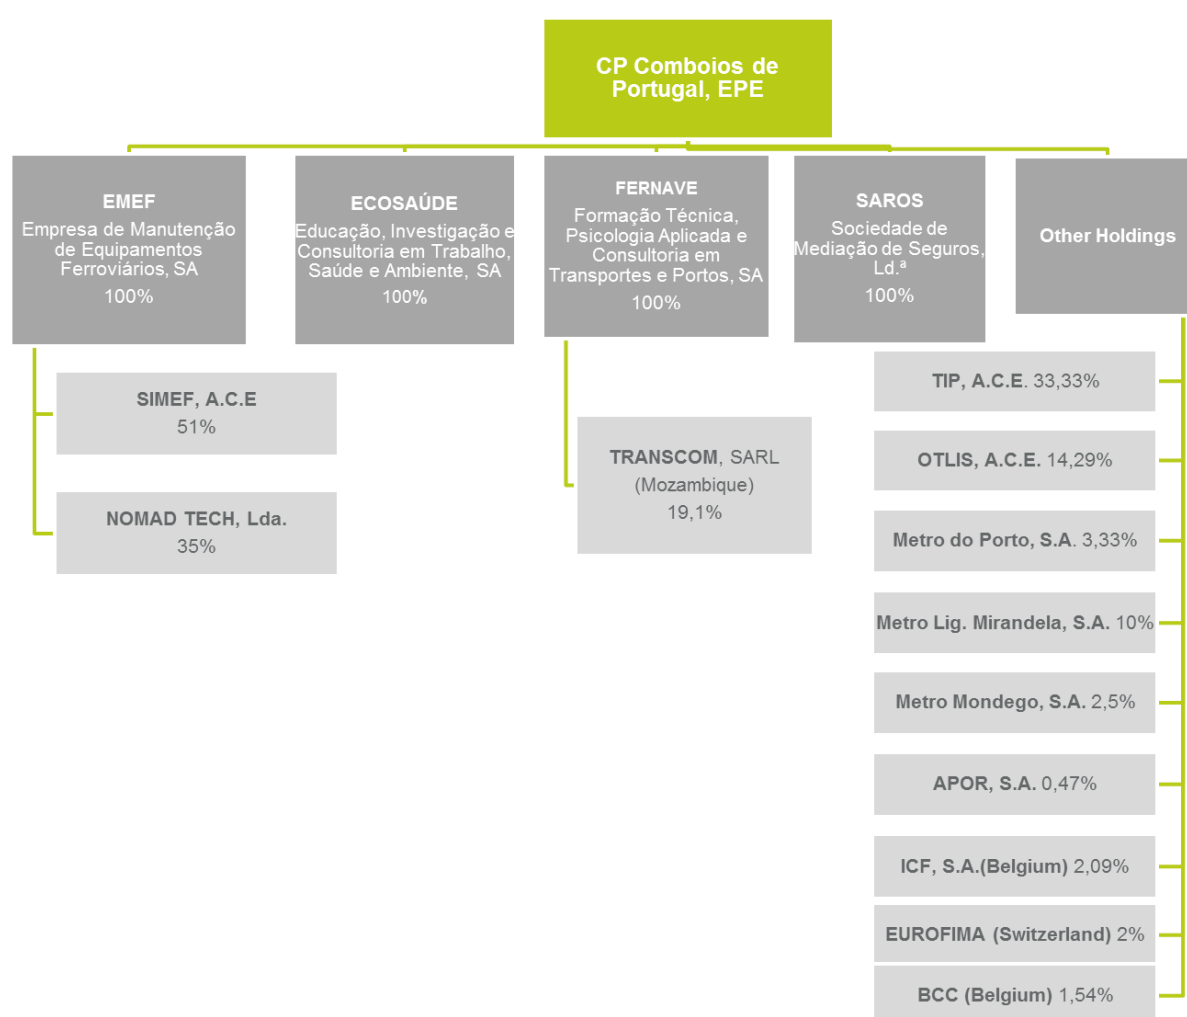 CP Comboios de
Portugal, EPE
EMEF
Empresa de Manutenção
de Equipamentos
Ferroviários, SA
100%
ECOSAÚDE
Educação, Investigação e
Consultoria em Trabalho,
Saúde e Ambiente, SA
100%
FERNAVE
Formação Técnica,
Psicologia Aplicada e
Consultoria em
Transportes e Portos, SA
100%
SAROS
Sociedade de
Mediação de Seguros,
Ld.ª
100%
Other Holdings
SIMEF, A.C.E
51%
NOMAD TECH, Lda.
35%
TRANSCOM, SARL
(Mozambique)
19,1%
TIP, A.C.E. 33,33%
OTLIS, A.C.E. 14,29%
Metro do Porto, S.A. 3,33%
Metro Lig. Mirandela, S.A. 10%
Metro Mondego, S.A. 2,5%
APOR, S.A. 0,47%
ICF, S.A.(Belgium) 2,09%
EUROFIMA (Switzerland) 2%
BCC (Belgium) 1,54%